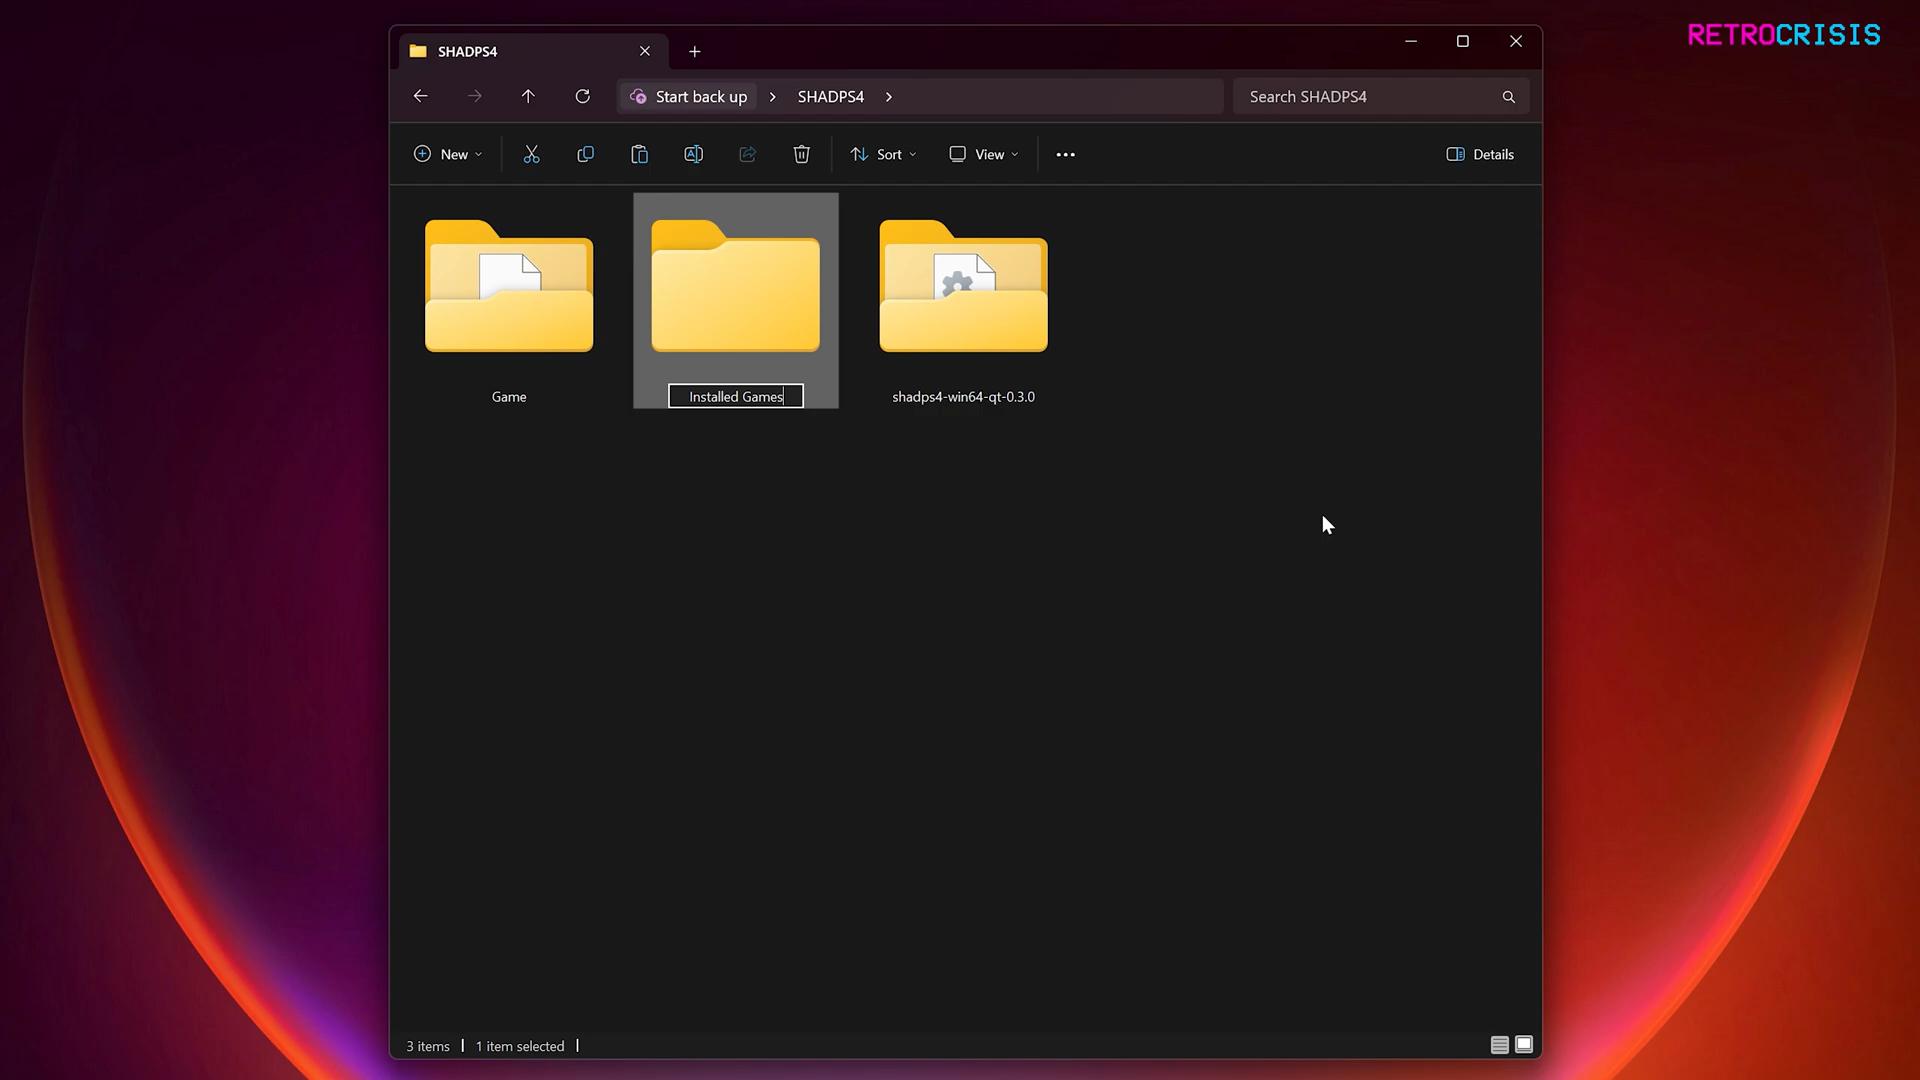 RETROCRISIS
SHADPS4
Start back up
SHADPS4
Search SHADPS4
New
Sort
View
Details
Game
Installed Games
shadps4-win64-qt-0.3.0
3 items
1 item selected